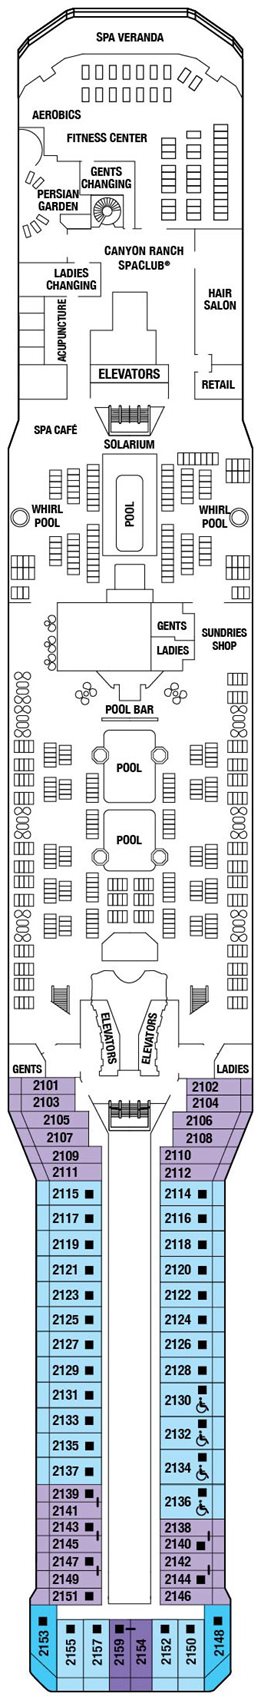 SPA VERANDA
AEROBICS
FITNESS CENTER
GENTS
CHANGING
PERSIAN
GARDEN
CANYON RANCH
SPACLUB®
LADIES
CHANGING
HAIR
SALON
ACUPUNCTURE
ELEVATORS
RETAIL
SPA CAFÉ
SOLARIUM
POOL
WHIRL
POOL
WHIRL
POOL
GENTS
LADIES
SUNDRIES
SHOP
POOL BAR
POOL
POOL
ELEVATORS
ELEVATORS
GENTS
LADIES
2101 2102
2103 2104
2105 2106
2107 2108
2109 2110
2111 2112
2115 2114
2117 2116
2119 2118
2121 2120
2123 2122
2125 2124
2127 2126
2129 2128
2131 2130
2133 2132
2135 2134
2137 2136
2139 2138
2141 2140
2143 2142
2145 2144
2147 2146
2149
2151
2153 2155 2157 2159 2154 2152 2150 2148